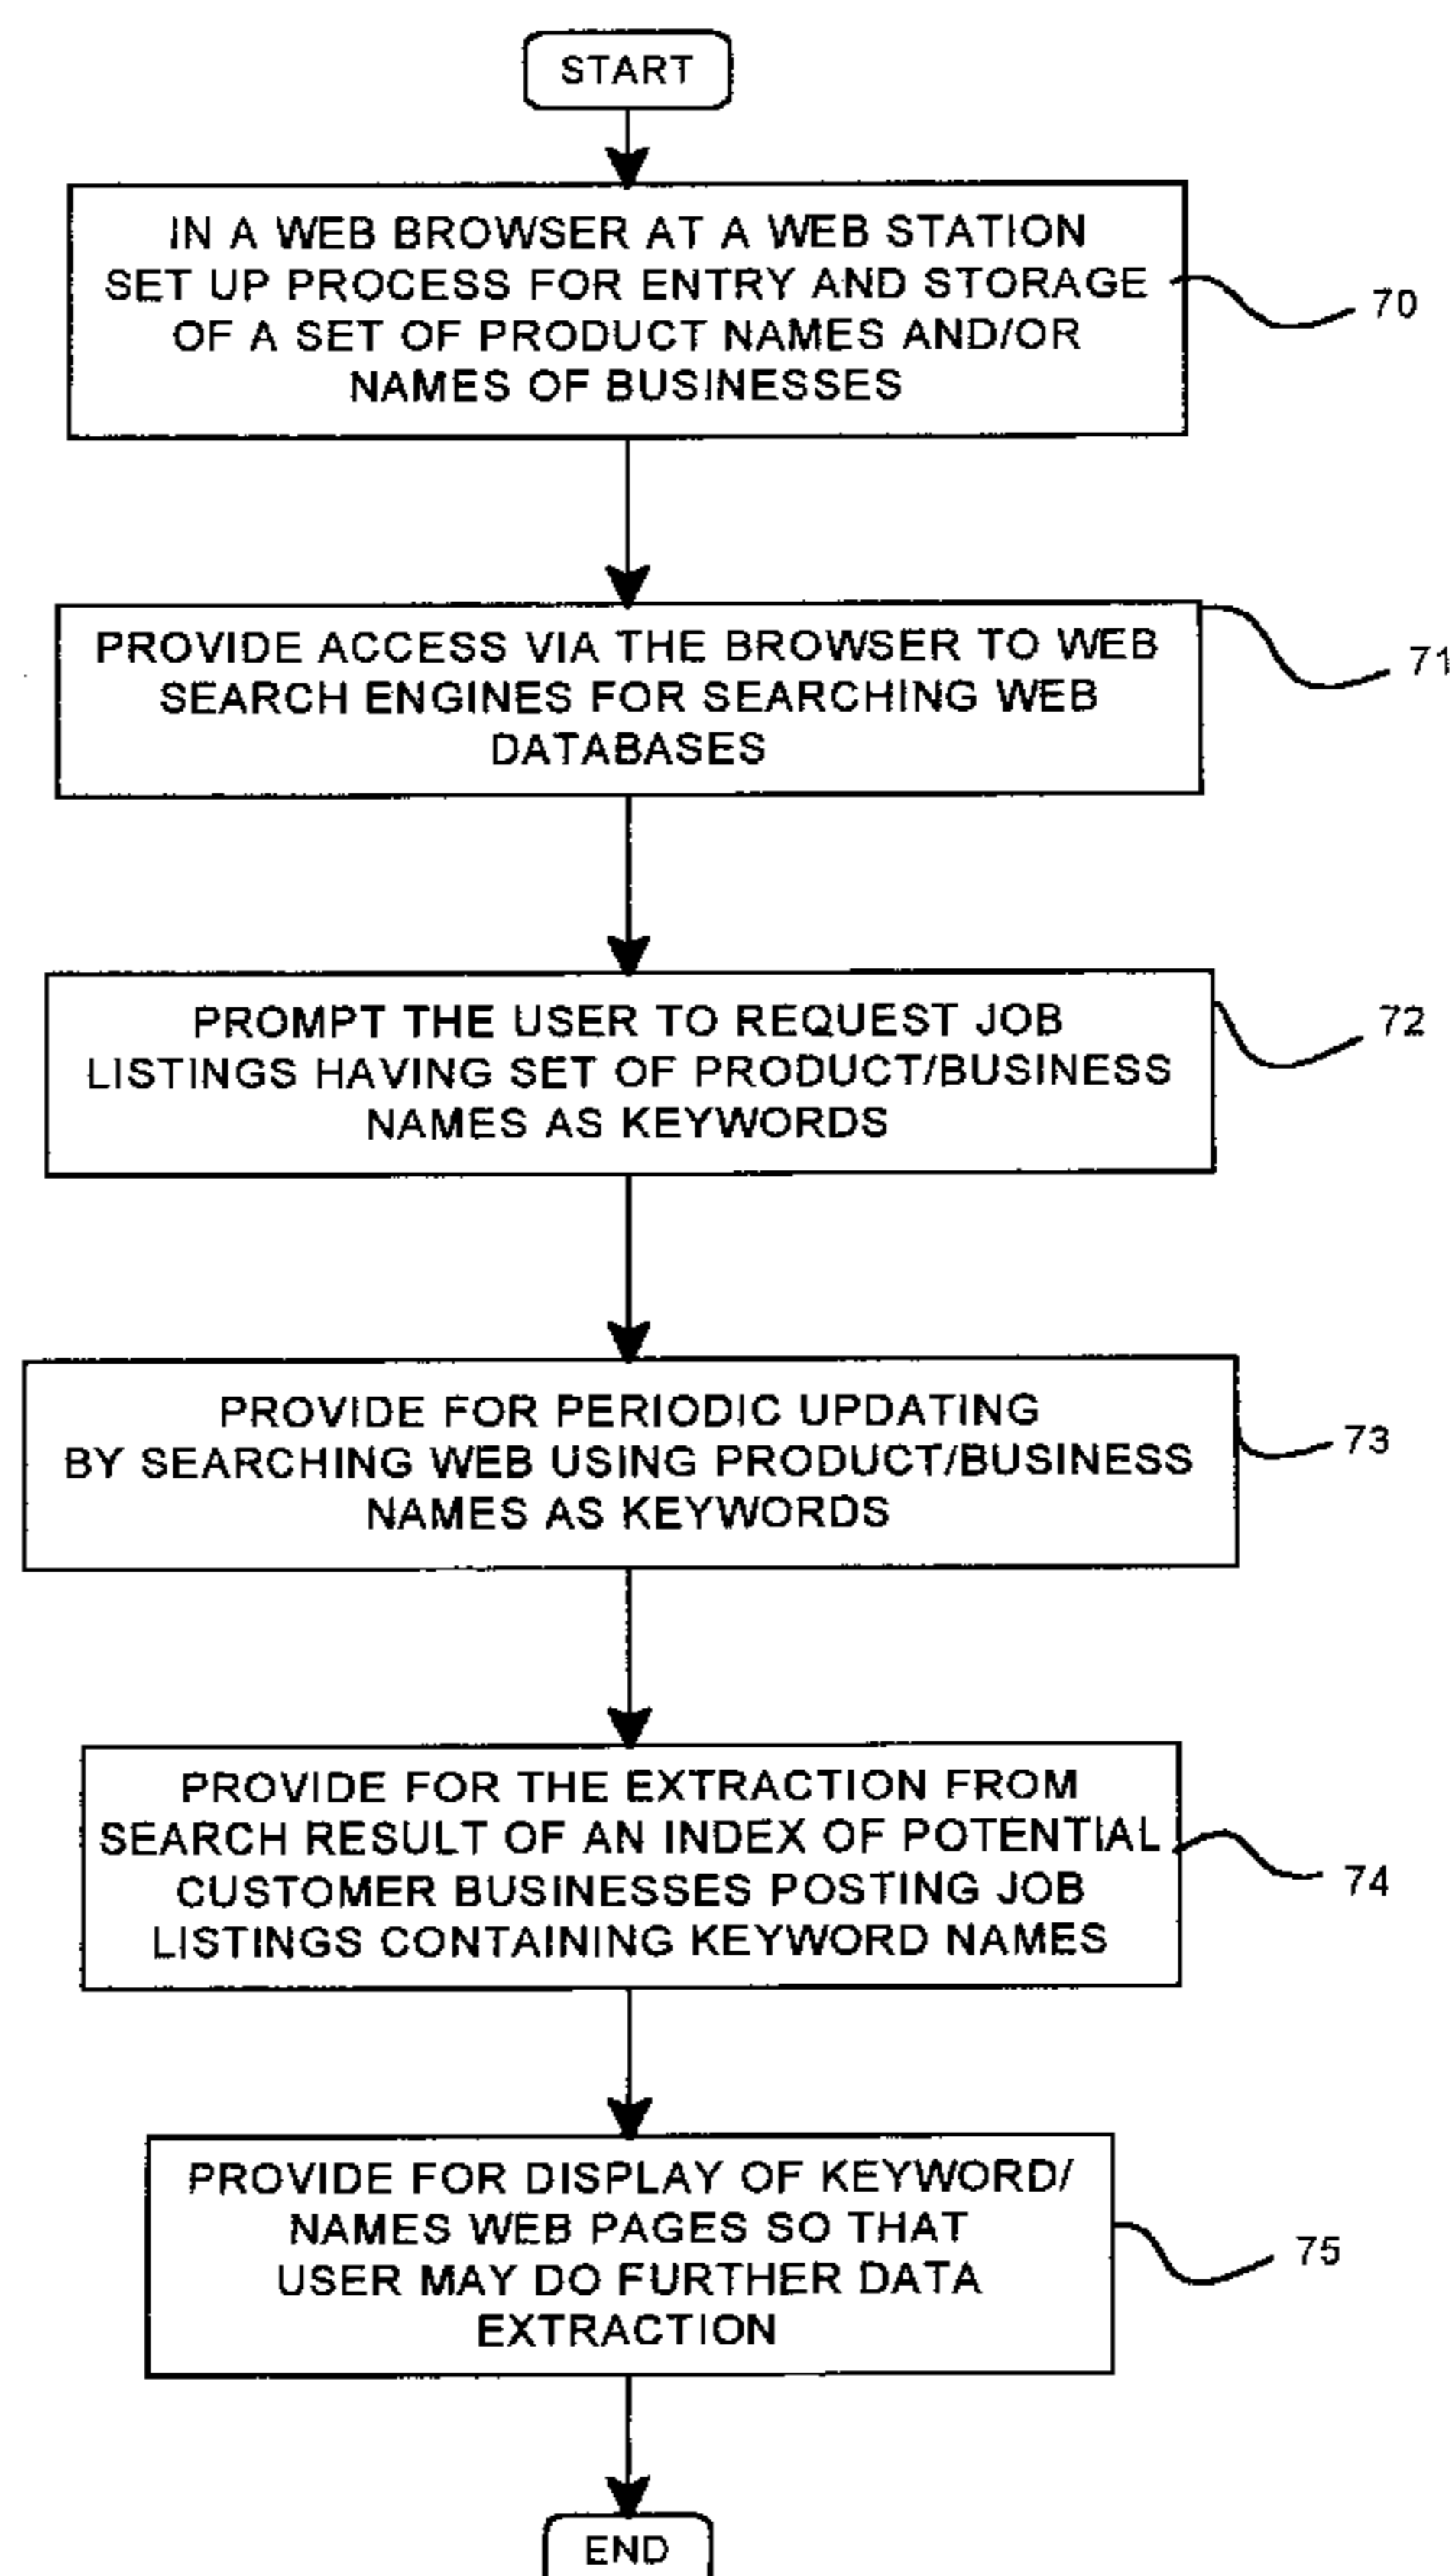 START
IN A WEB BROWSER AT A WEB STATION
SET UP PROCESS FOR ENTRY AND STORAGE
OF A SET OF PRODUCT NAMES AND/OR
NAMES OF BUSINESSES
70
PROVIDE ACCESS VIA THE BROWSER TO WEB
SEARCH ENGINES FOR SEARCHING WEB
DATABASES
71
PROMPT THE USER TO REQUEST JOB
LISTINGS HAVING SET OF PRODUCT/BUSINESS
NAMES AS KEYWORDS
72
PROVIDE FOR PERIODIC UPDATING
BY SEARCHING WEB USING PRODUCT/BUSINESS
NAMES AS KEYWORDS
73
PROVIDE FOR THE EXTRACTION FROM
SEARCH RESULT OF AN INDEX OF POTENTIAL
CUSTOMER BUSINESSES POSTING JOB
LISTINGS CONTAINING KEYWORD NAMES
74
PROVIDE FOR DISPLAY OF KEYWORD/
NAMES WEB PAGES SO THAT
USER MAY DO FURTHER DATA
EXTRACTION
75
END